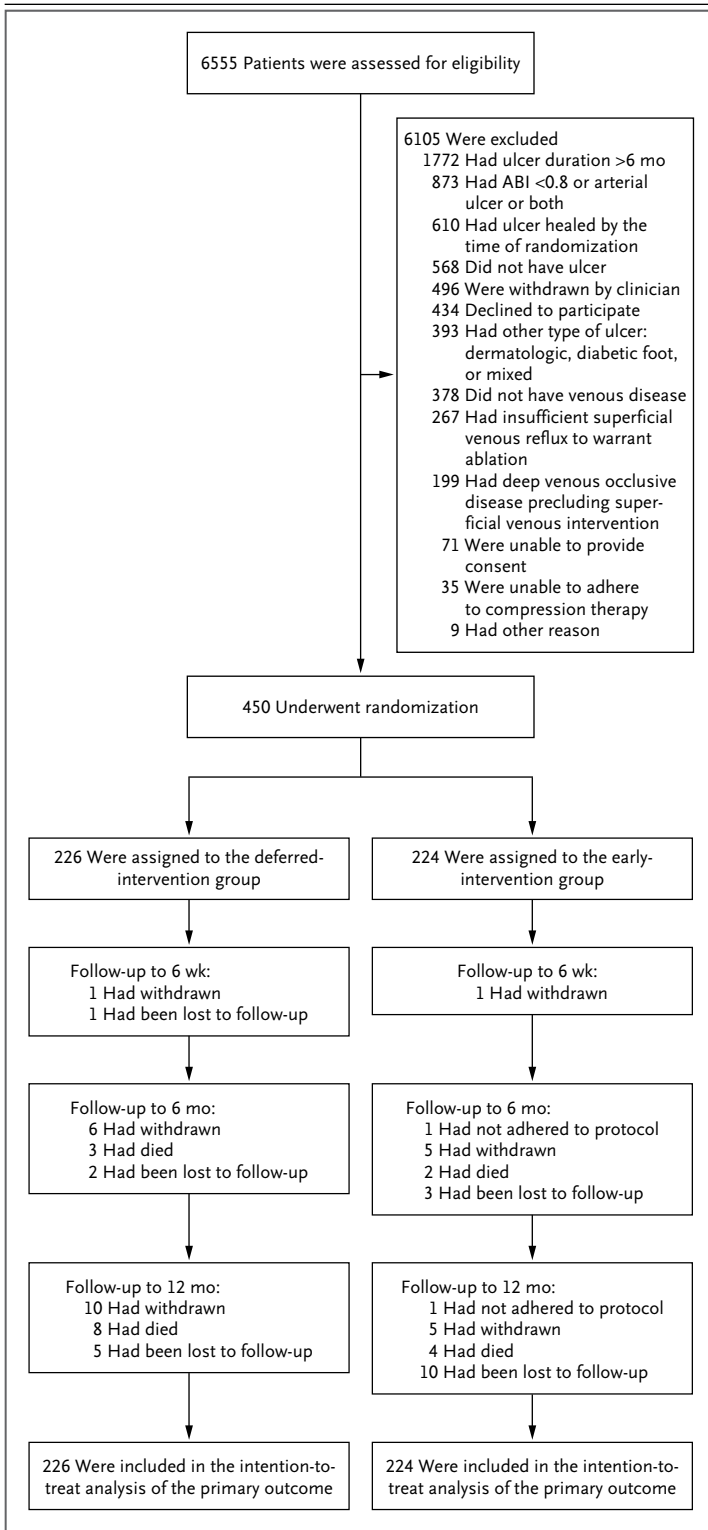 6555 Patients were assessed for eligibility
6105 Were excluded
1772 Had ulcer duration >6 mo
873 Had ABI <0.8 or arterial
ulcer or both
610 Had ulcer healed by the
time of randomization
568 Did not have ulcer
496 Were withdrawn by clinician
434 Declined to participate
393 Had other type of ulcer:
dermatologic, diabetic foot,
or mixed
378 Did not have venous disease
267 Had insufficient superficial
venous reflux to warrant
ablation
199 Had deep venous occlusive
disease precluding super-
ficial venous intervention
71 Were unable to provide
consent
35 Were unable to adhere
to compression therapy
9 Had other reason
450 Underwent randomization
226 Were assigned to the deferred-
intervention group
224 Were assigned to the early-
intervention group
Follow-up to 6 wk:
1 Had withdrawn
1 Had been lost to follow-up
Follow-up to 6 wk:
1 Had withdrawn
Follow-up to 6 mo:
6 Had withdrawn
3 Had died
2 Had been lost to follow-up
Follow-up to 6 mo:
1 Had not adhered to protocol
5 Had withdrawn
2 Had died
3 Had been lost to follow-up
Follow-up to 12 mo:
10 Had withdrawn
8 Had died
5 Had been lost to follow-up
Follow-up to 12 mo:
1 Had not adhered to protocol
5 Had withdrawn
4 Had died
10 Had been lost to follow-up
226 Were included in the intention-to-
treat analysis of the primary outcome
224 Were included in the intention-to-
treat analysis of the primary outcome